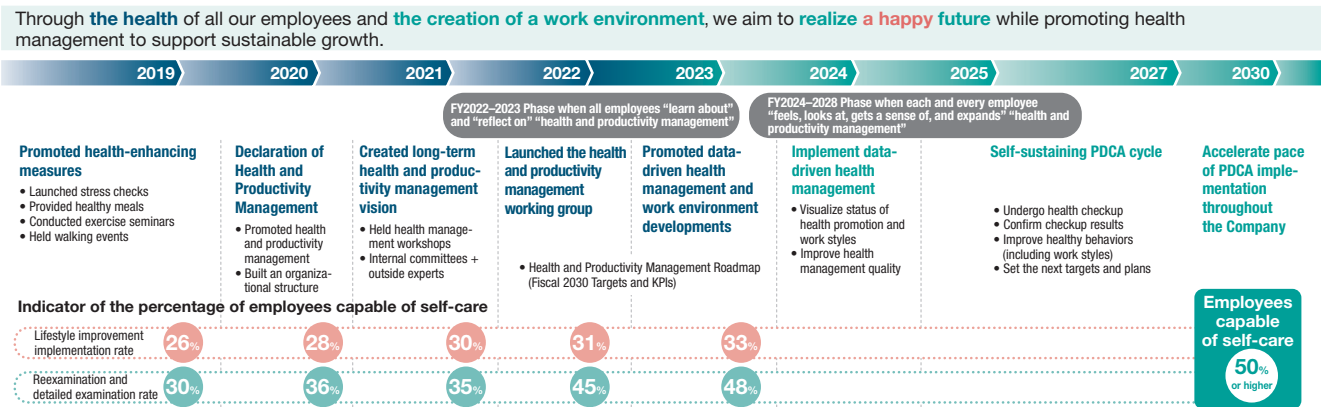 Through the health of all our employees and the creation of a work environment, we aim to realize a happy future while promoting health
management to support sustainable growth.
2019
2020
2021
2022
2023
2024
2025
2027
2030
FY2022–2023 Phase when all employees “learn about”
and “reflect on” “health and productivity management”
FY2024–2028 Phase when each and every employee
“feels, looks at, gets a sense of, and expands” “health and
productivity management”
Promoted health-enhancing
measures
• Launched stress checks
• Provided healthy meals
• Conducted exercise seminars
• Held walking events
Declaration of
Health and
Productivity
Management
• Promoted health
and productivity
management
• Built an organiza-
tional structure
Created long-term
health and produc-
tivity management
vision
• Held health manage-
ment workshops
• Internal committees +
outside experts
Launched the health
and productivity
management
working group
Promoted data-
driven health
management and
work environment
developments
• Health and Productivity Management Roadmap
(Fiscal 2030 Targets and KPIs)
Implement data-
driven health
management
• Visualize status of
health promotion and
work styles
• Improve health
management quality
Self-sustaining PDCA cycle
• Undergo health checkup
• Confirm checkup results
• Improve healthy behaviors
(including work styles)
• Set the next targets and plans
Accelerate pace
of PDCA imple-
mentation
throughout
the Company
Indicator of the percentage of employees capable of self-care
Lifestyle improvement
implementation rate
26%
28%
30%
31%
33%
Reexamination and
detailed examination rate
30%
36%
35%
45%
48%
Employees
capable
of self-care
50%
or higher